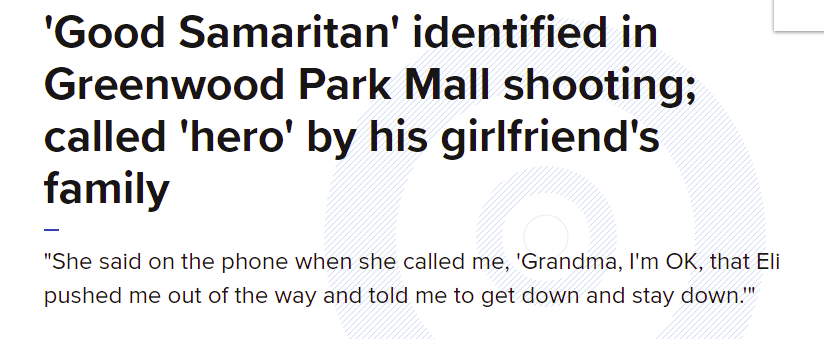 'Good Samaritan' identified in
Greenwood Park Mall shooting;
called 'hero' by his girlfriend's
family
"She said on the phone when she called me, 'Grandma, I'm OK, that Eli
pushed me out of the way and told me to get down and stay down.'"